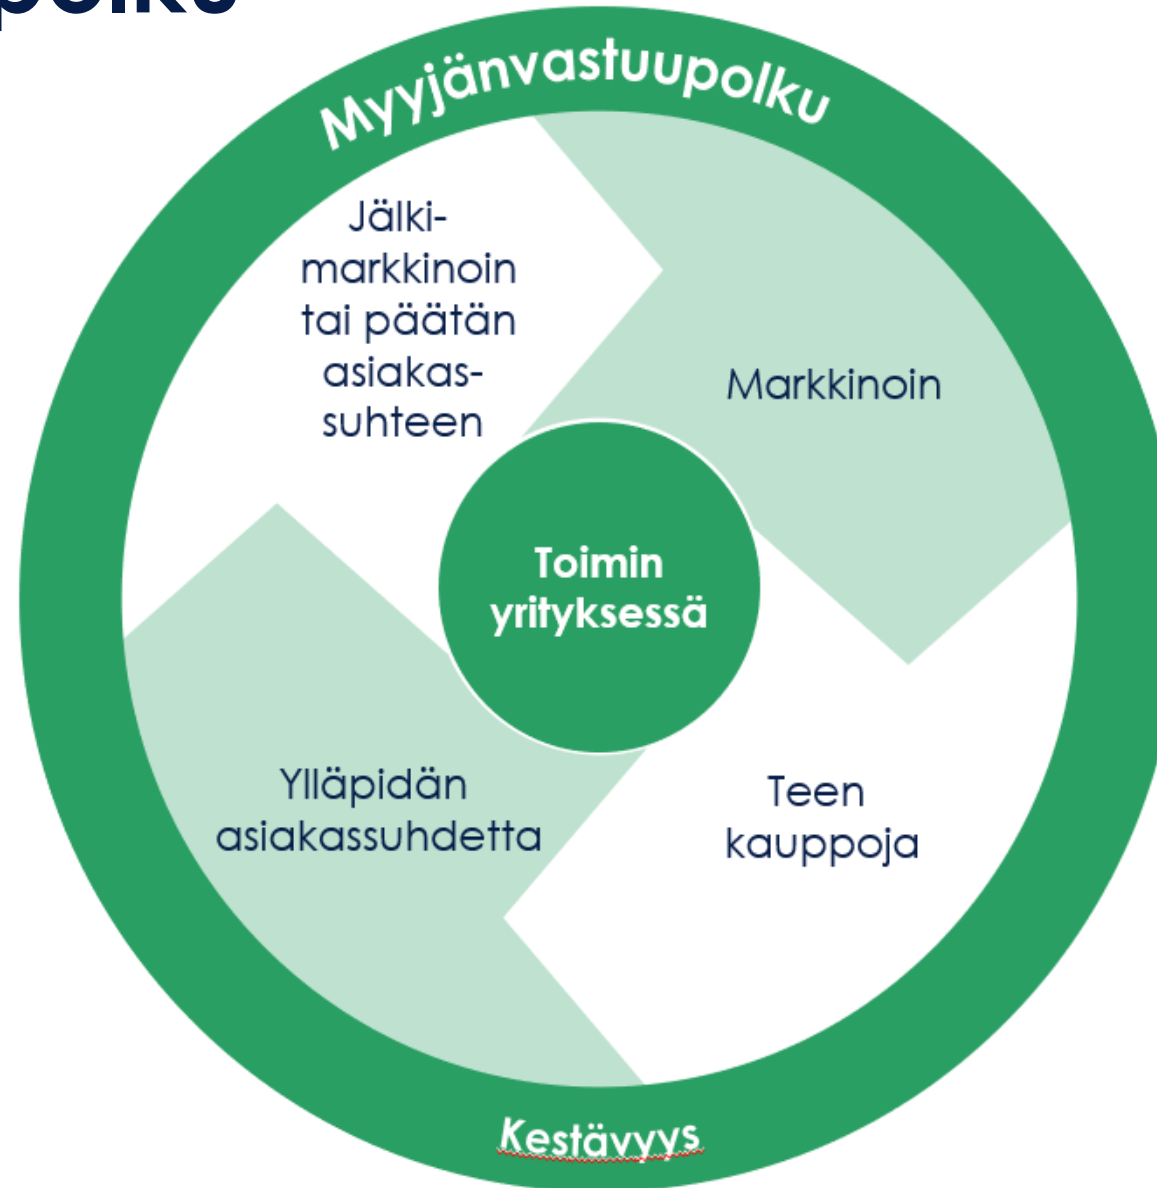 Myyjänvastuupolku
Jälki-
markkinoin
tai päätän
asiakas-
suhteen
Markkinoin
Toimin
yrityksessä
Ylläpidän
asiakassuhdetta
Teen
kauppoja
Kestävyys